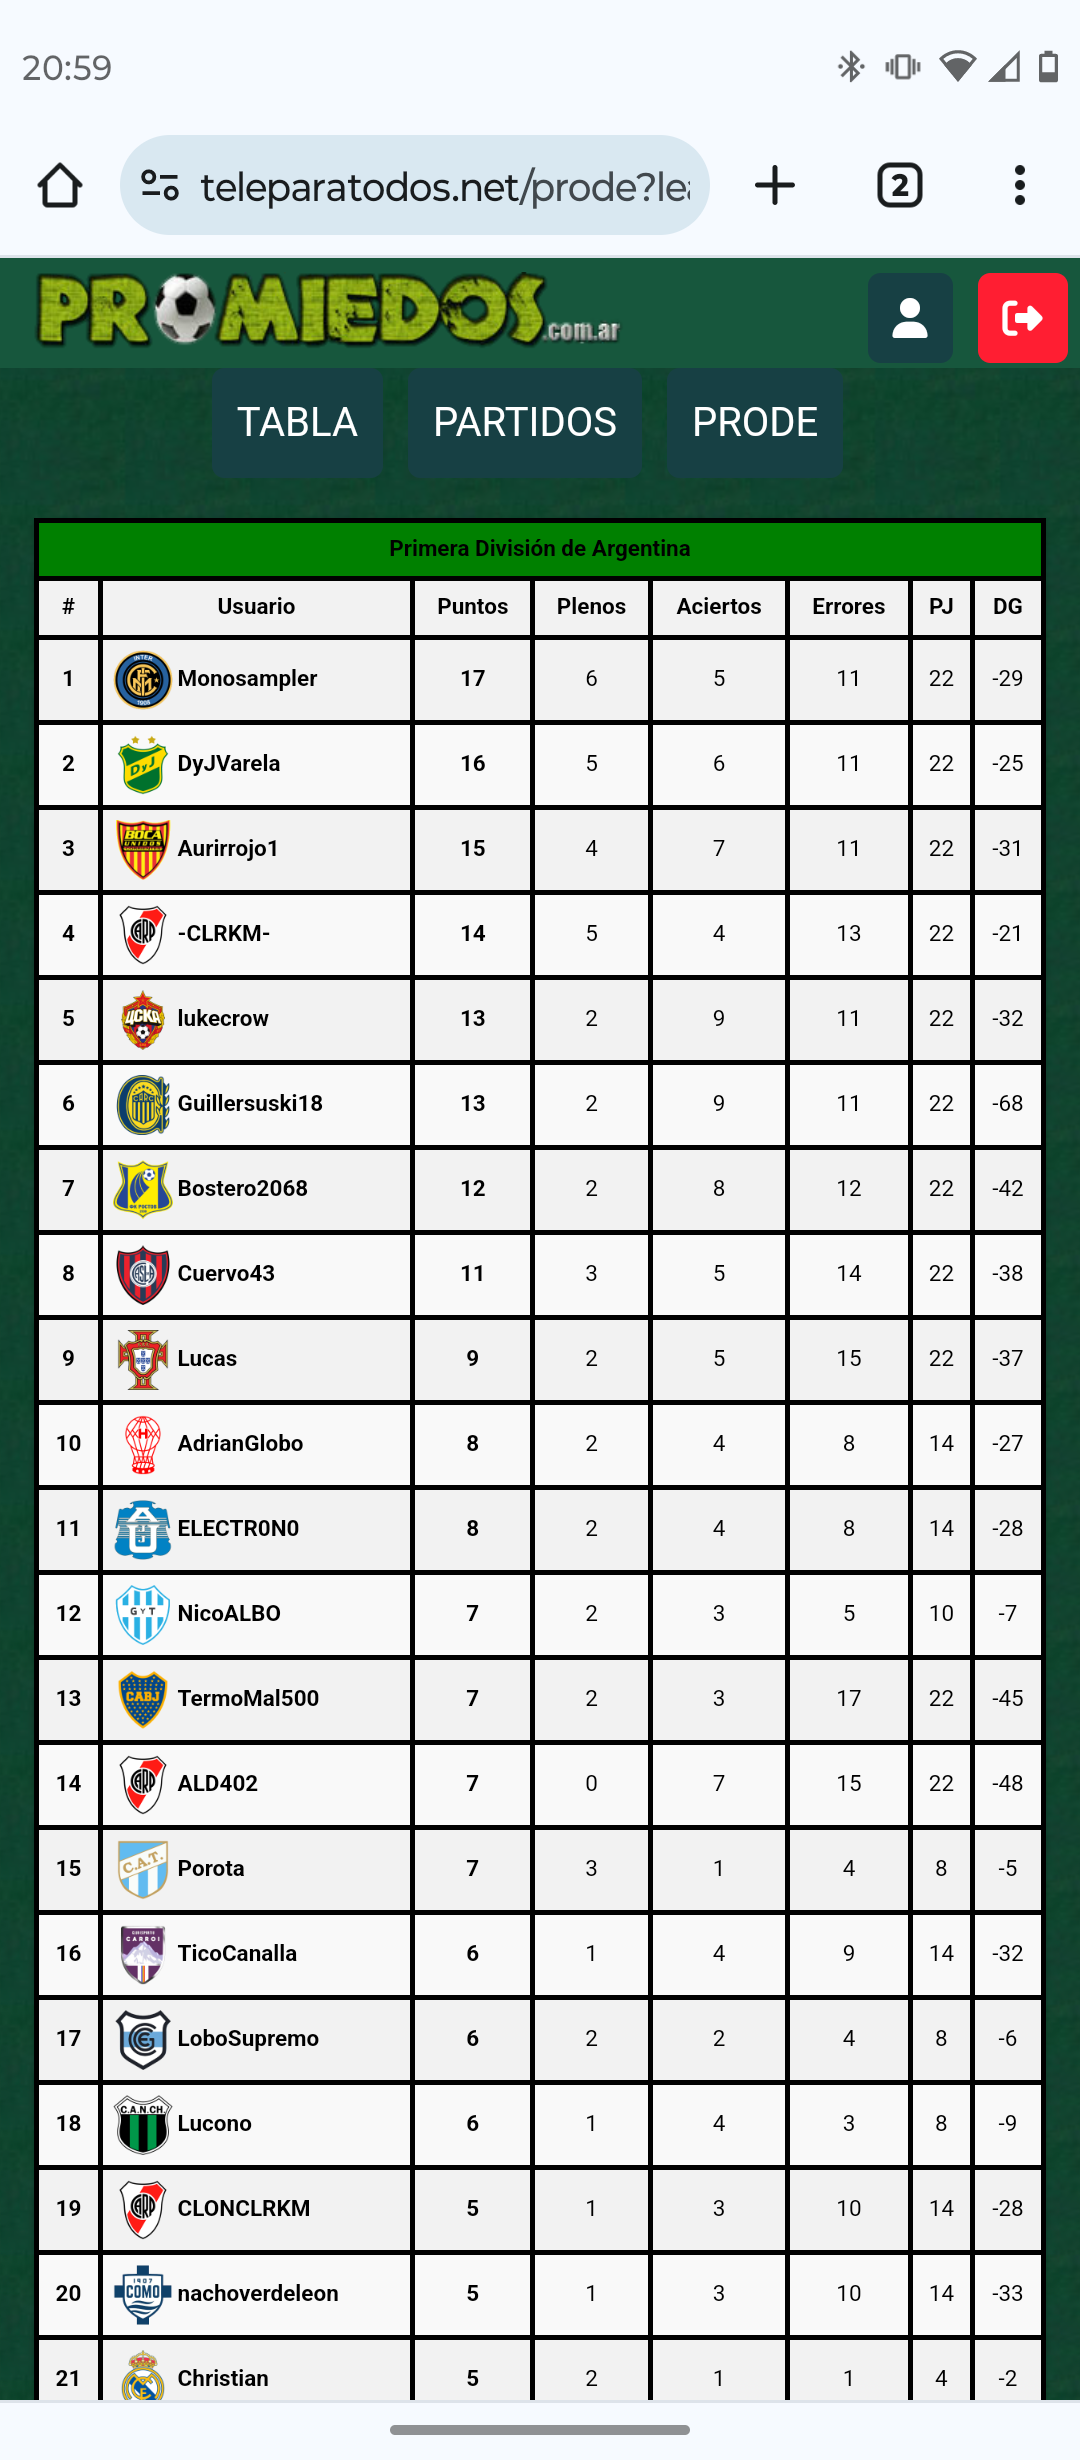 20:59
teleparatodos.net/prode?lea
2
PROMIEDOS.com.ar
TABLA PARTIDOS PRODE
Primera División de Argentina
# Usuario Puntos Plenos Aciertos Errores PJ DG
1 Monosampler 17 6 5 11 22 -29
2 DyJVarela 16 5 6 11 22 -25
3 Aurirrojo1 15 4 7 11 22 -31
4 -CLRKM- 14 5 4 13 22 -21
5 lukecrow 13 2 9 11 22 -32
6 Guillersuski18 13 2 9 11 22 -68
7 Bostero2068 12 2 8 12 22 -42
8 Cuervo43 11 3 5 14 22 -38
9 Lucas 9 2 5 15 22 -37
10 AdrianGlobo 8 2 4 8 14 -27
11 ELECTR0N0 8 2 4 8 14 -28
12 NicoALBO 7 2 3 5 10 -7
13 TermoMal500 7 2 3 17 22 -45
14 ALD402 7 0 7 15 22 -48
15 Porota 7 3 1 4 8 -5
16 TicoCanalla 6 1 4 9 14 -32
17 LoboSupremo 6 2 2 4 8 -6
18 Lucono 6 1 4 3 8 -9
19 CLONCLRKM 5 1 3 10 14 -28
20 nachoverdeleon 5 1 3 10 14 -33
21 Christian 5 2 1 1 4 -2